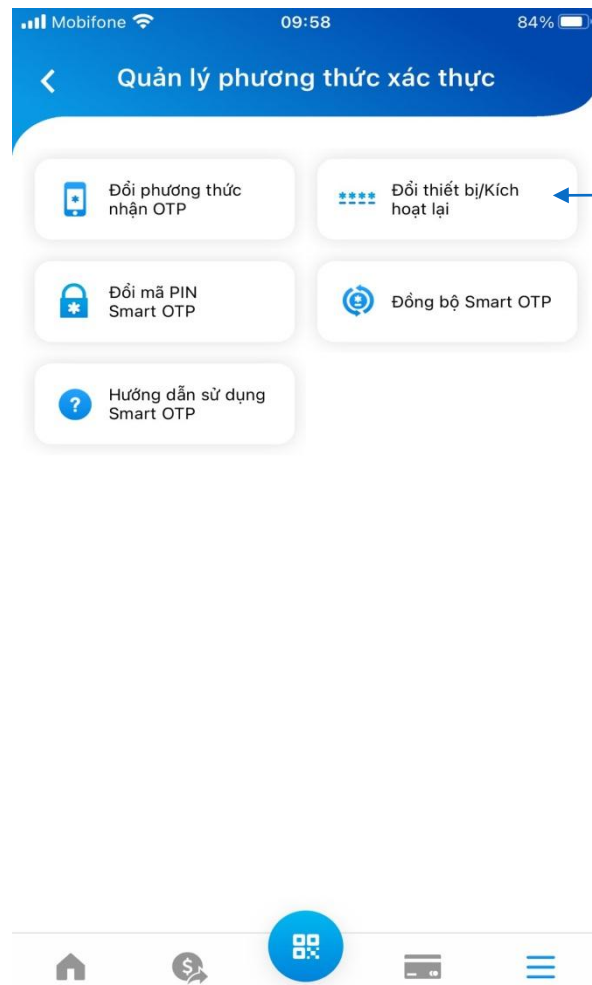 Mobifone 09:58 84%
Quản lý phương thức xác thực
Đổi phương thức
nhận OTP
Đổi thiết bị/Kích
hoạt lại
Đổi mã PIN
Smart OTP
Đồng bộ Smart OTP
Hướng dẫn sử dụng
Smart OTP